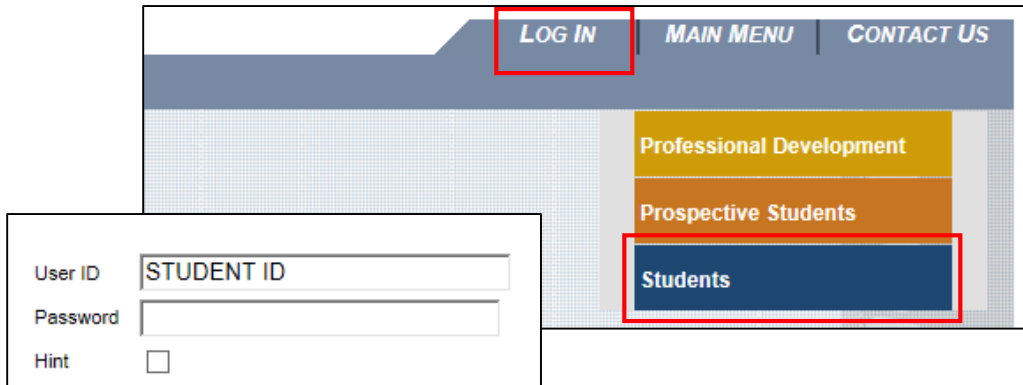 LOG IN MAIN MENU CONTACT US
Professional Development
Prospective Students
Students
User ID STUDENT ID
Password
Hint